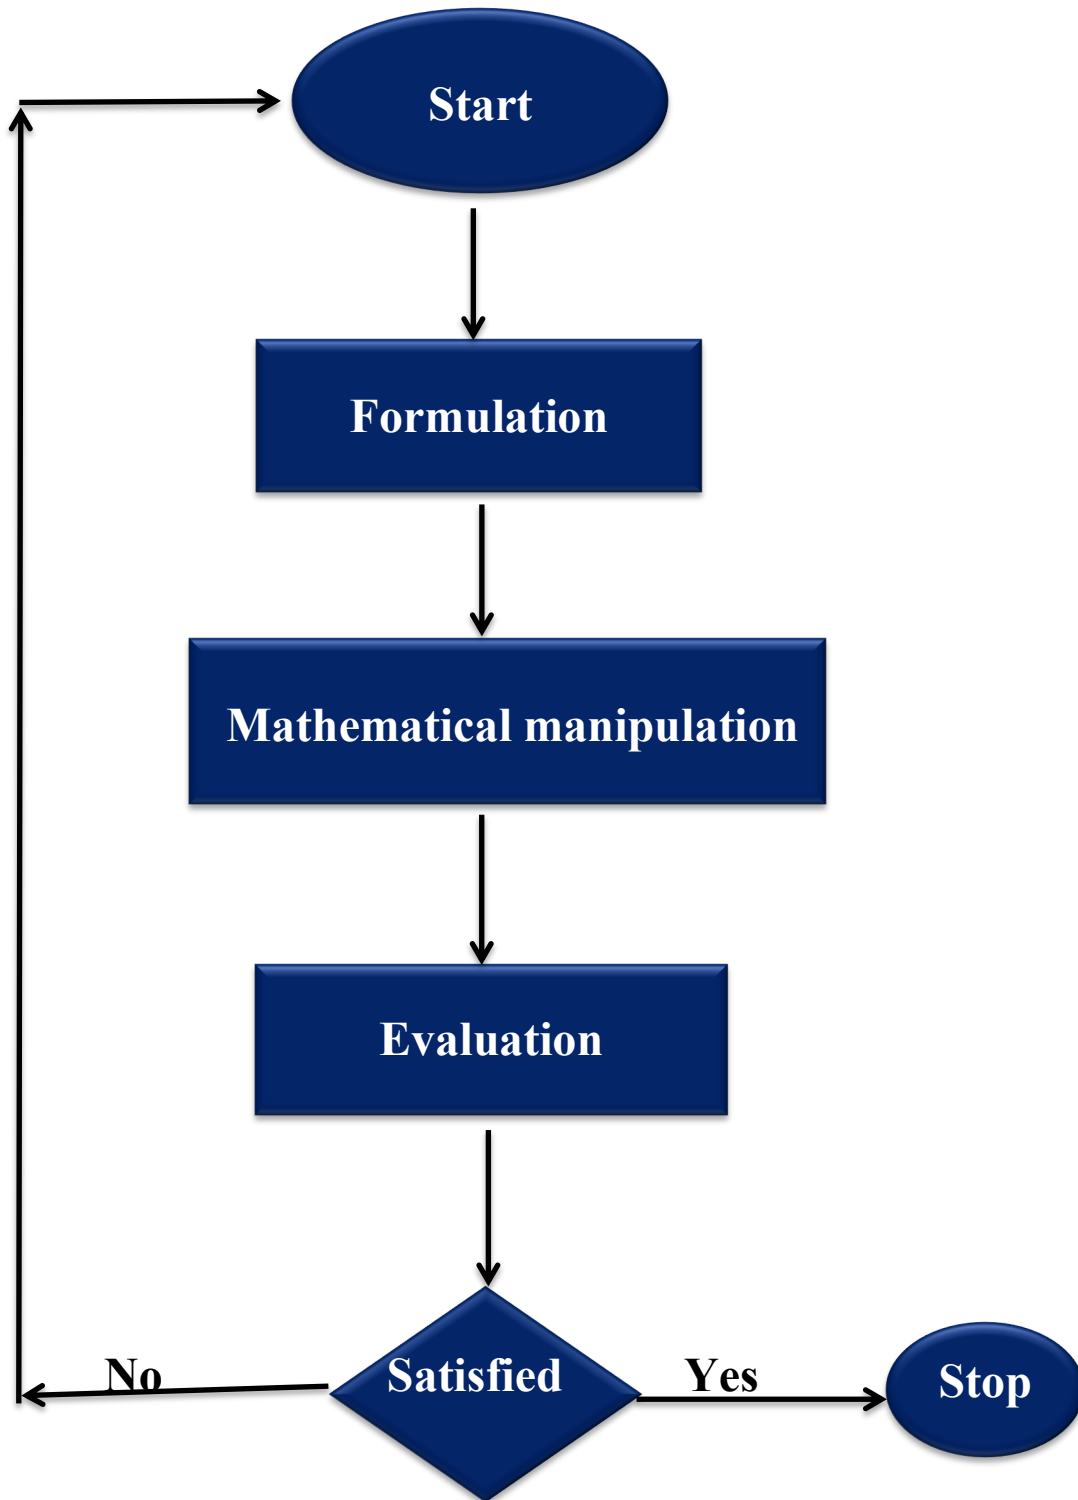 Start
Formulation
Mathematical manipulation
Evaluation
No
Satisfied
Yes
Stop